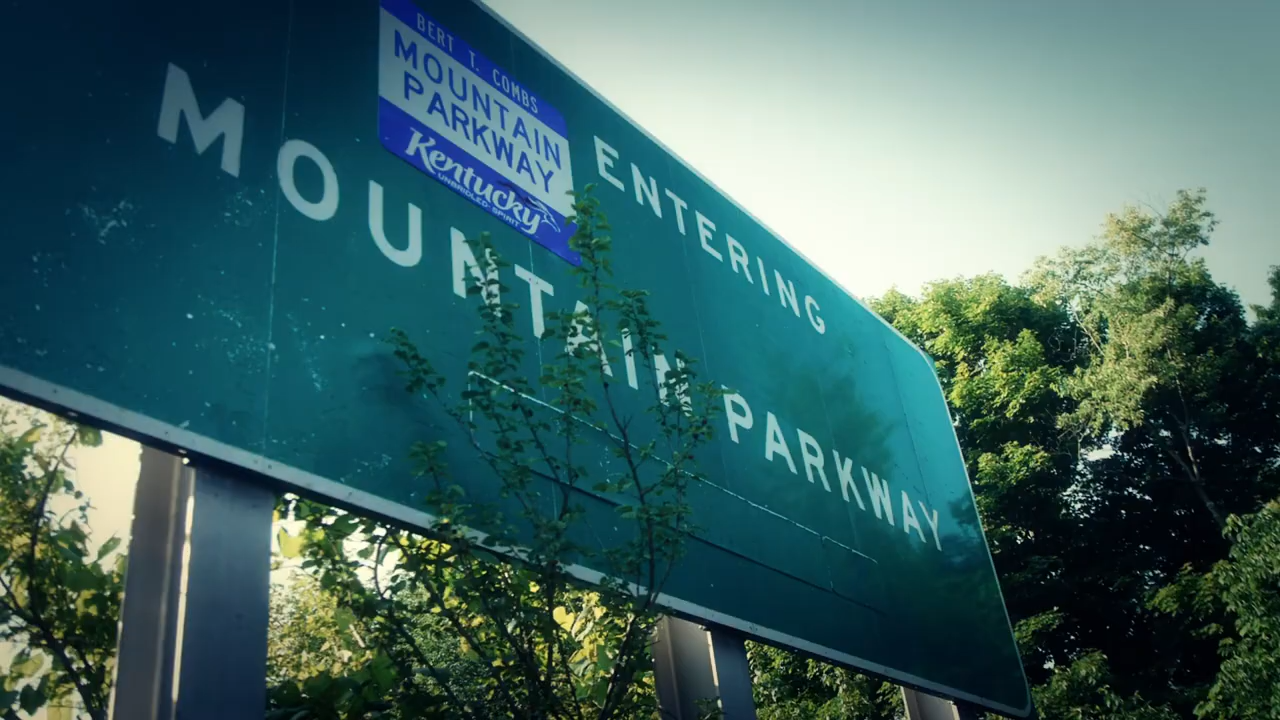 BERT T. COMBS
MOUNTAIN
PARKWAY
Kentucky
UNBRIDLED SPIRIT
ENTERING
MOUNTAIN PARKWAY